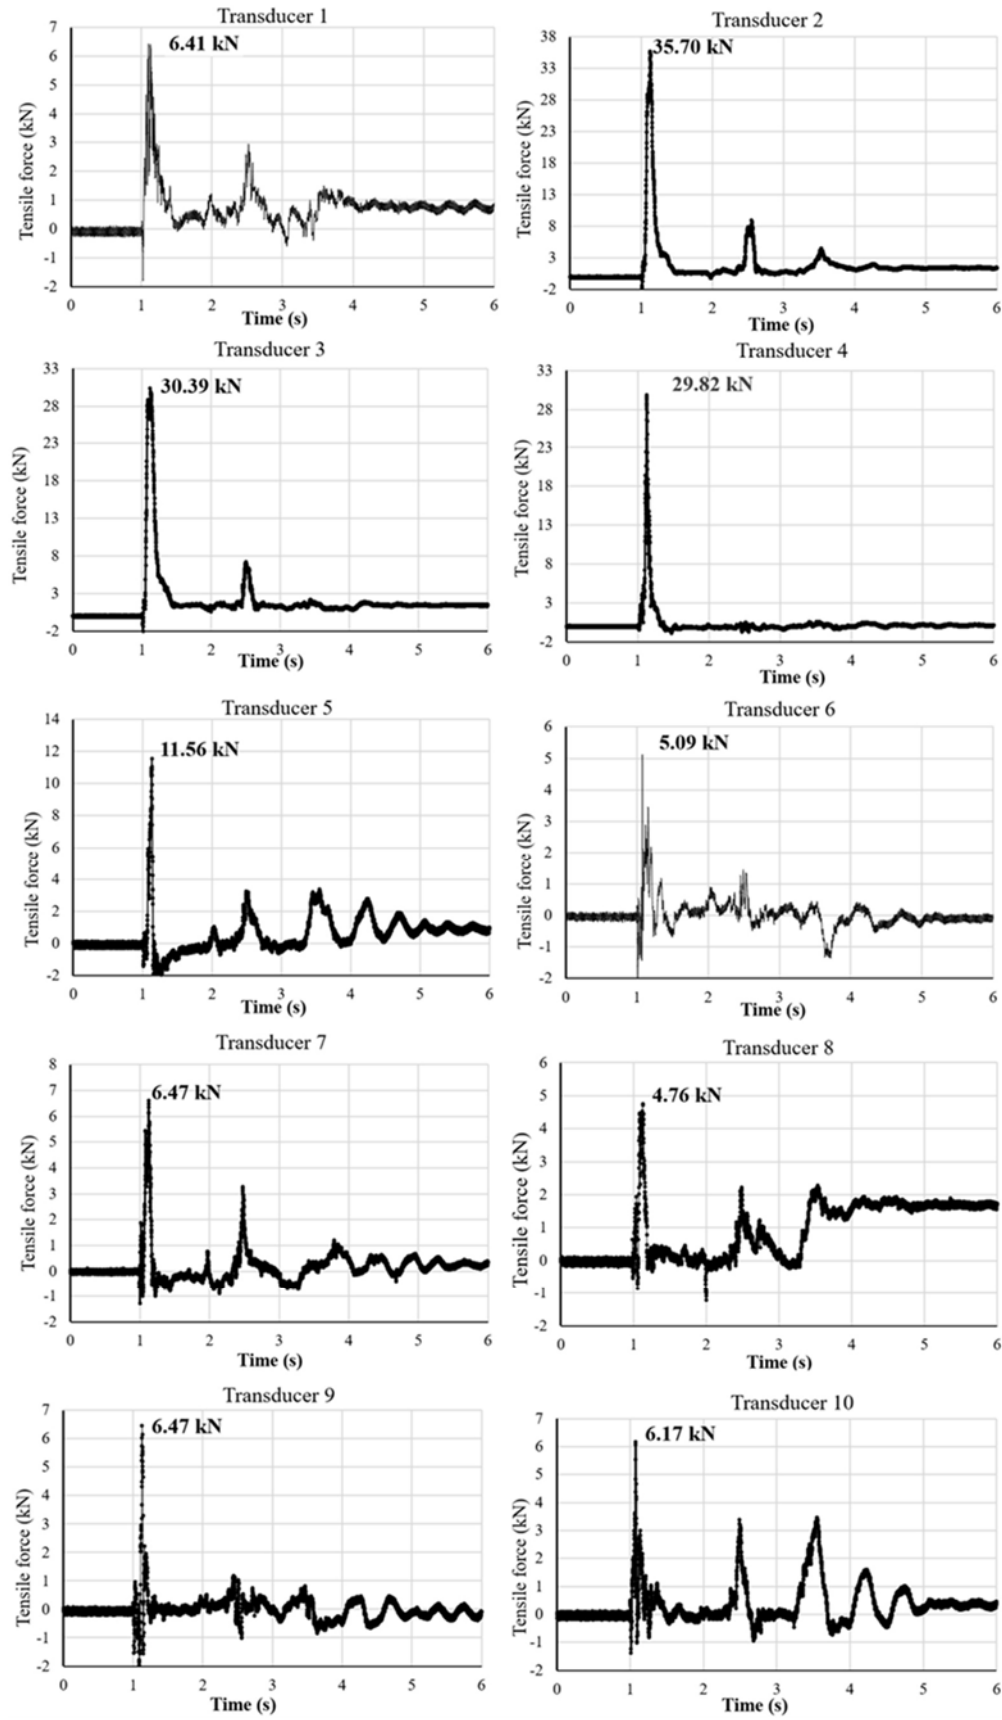 Transducer 1
6.41 kN
7
6
5
4
3
2
1
0
-1
-2
Tensile force (kN)
0 1 2 3 4 5 6
Time (s)
Transducer 2
35.70 kN
38
33
28
23
18
13
8
3
-2
Tensile force (kN)
0 1 2 3 4 5 6
Time (s)
Transducer 3
30.39 kN
33
28
23
18
13
8
3
-2
Tensile force (kN)
0 1 2 3 4 5 6
Time (s)
Transducer 4
29.82 kN
33
28
23
18
13
8
3
-2
Tensile force (kN)
0 1 2 3 4 5 6
Time (s)
Transducer 5
11.56 kN
14
12
10
8
6
4
2
0
-2
Tensile force (kN)
0 1 2 3 4 5 6
Time (s)
Transducer 6
5.09 kN
6
5
4
3
2
1
0
-1
-2
Tensile force (kN)
0 1 2 3 4 5 6
Time (s)
Transducer 7
6.47 kN
8
7
6
5
4
3
2
1
0
-1
-2
Tensile force (kN)
0 1 2 3 4 5 6
Time (s)
Transducer 8
4.76 kN
6
5
4
3
2
1
0
-1
-2
Tensile force (kN)
0 1 2 3 4 5 6
Time (s)
Transducer 9
6.47 kN
7
6
5
4
3
2
1
0
-1
-2
Tensile force (kN)
0 1 2 3 4 5 6
Time (s)
Transducer 10
6.17 kN
7
6
5
4
3
2
1
0
-1
-2
Tensile force (kN)
0 1 2 3 4 5 6
Time (s)